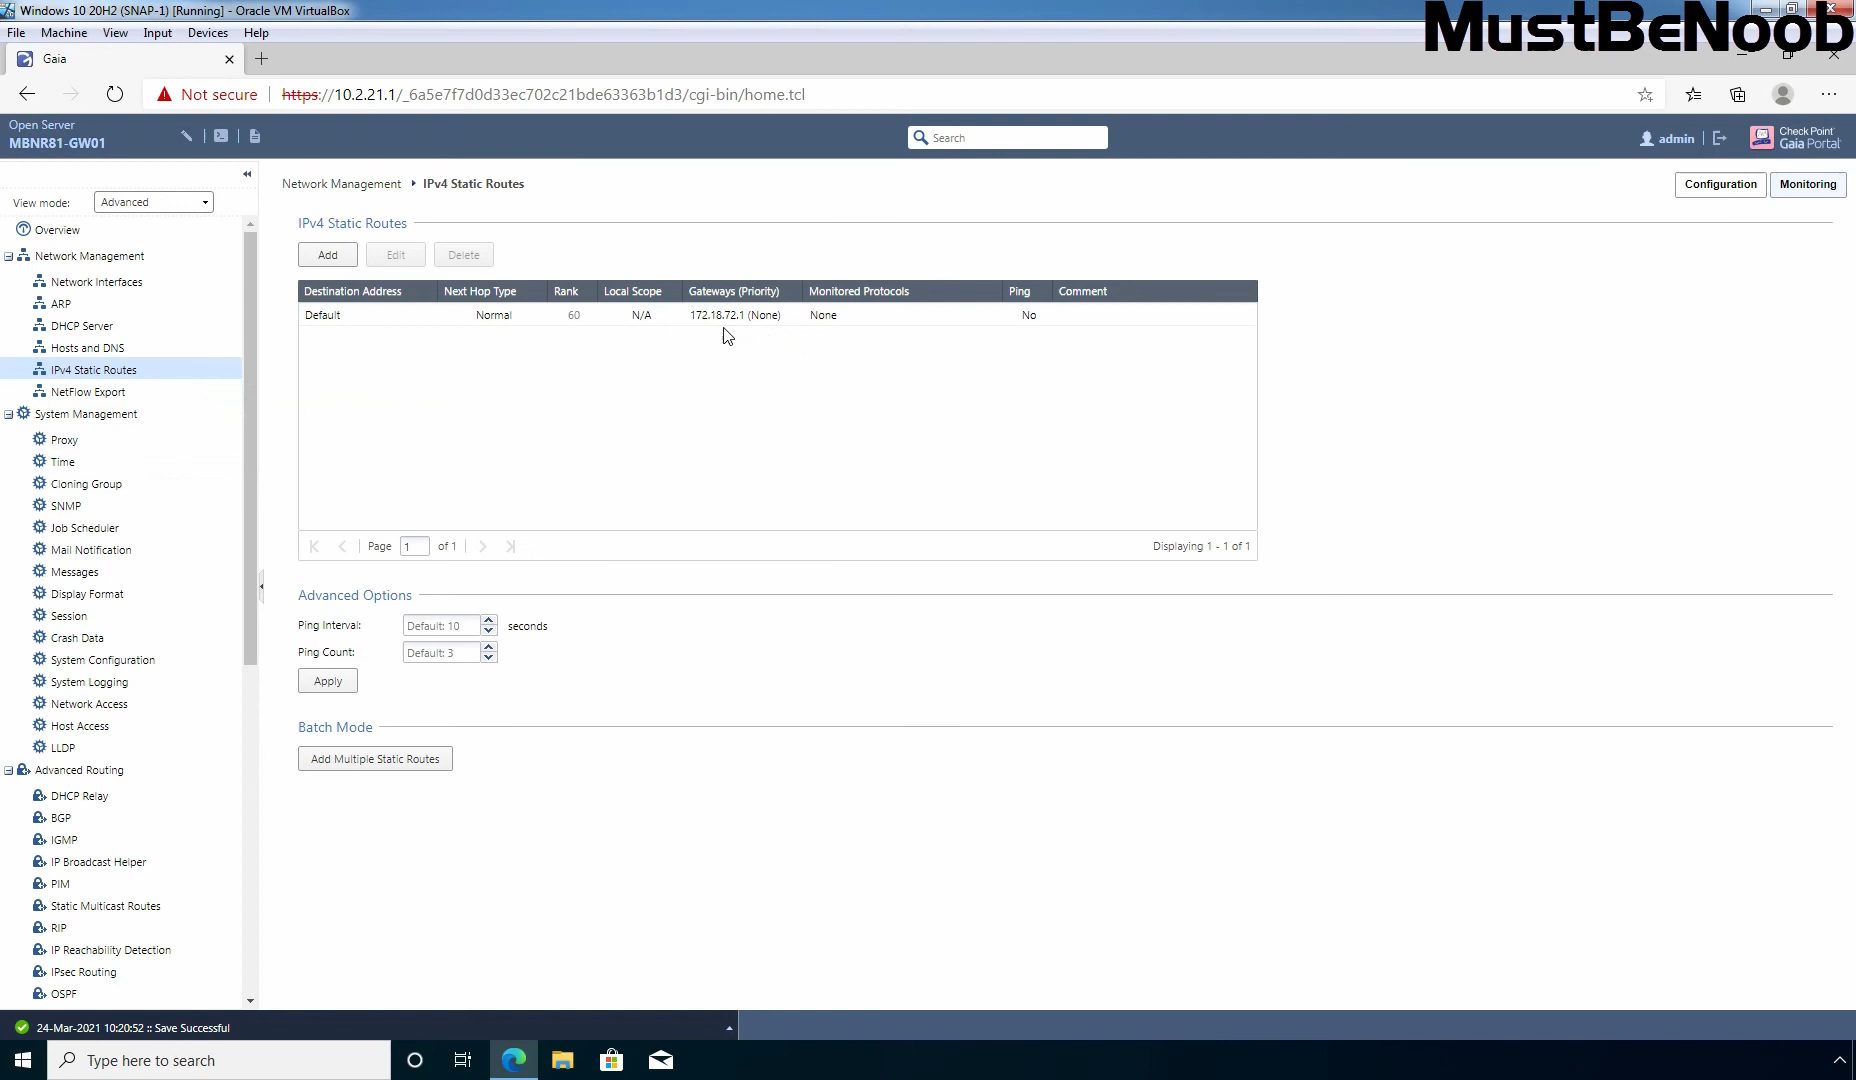 Windows 10 20H2 (SNAP-1) [Running] - Oracle VM VirtualBox
MustBeNoob
File Machine View Input Devices Help
Gaia
Not secure https://10.2.21.1/_6a5e7f7d0d33ec702c21bde63363b1d3/cgi-bin/home.tcl
Open Server
MBNR81-GW01
Search
admin
Check Point
Gaia Portal
View mode: Advanced
Overview
Network Management
Network Interfaces
ARP
DHCP Server
Hosts and DNS
IPv4 Static Routes
NetFlow Export
System Management
Proxy
Time
Cloning Group
SNMP
Job Scheduler
Mail Notification
Messages
Display Format
Session
Crash Data
System Configuration
System Logging
Network Access
Host Access
LLDP
Advanced Routing
DHCP Relay
BGP
IGMP
IP Broadcast Helper
PIM
Static Multicast Routes
RIP
IP Reachability Detection
IPsec Routing
OSPF
Network Management IPv4 Static Routes
Configuration Monitoring
IPv4 Static Routes
Add Edit Delete
Destination Address Next Hop Type Rank Local Scope Gateways (Priority) Monitored Protocols Ping Comment
Default Normal 60 N/A 172.18.72.1 (None) None No
Page 1 of 1 Displaying 1 - 1 of 1
Advanced Options
Ping Interval: Default: 10 seconds
Ping Count: Default: 3
Apply
Batch Mode
Add Multiple Static Routes
24-Mar-2021 10:20:52 :: Save Successful
Type here to search